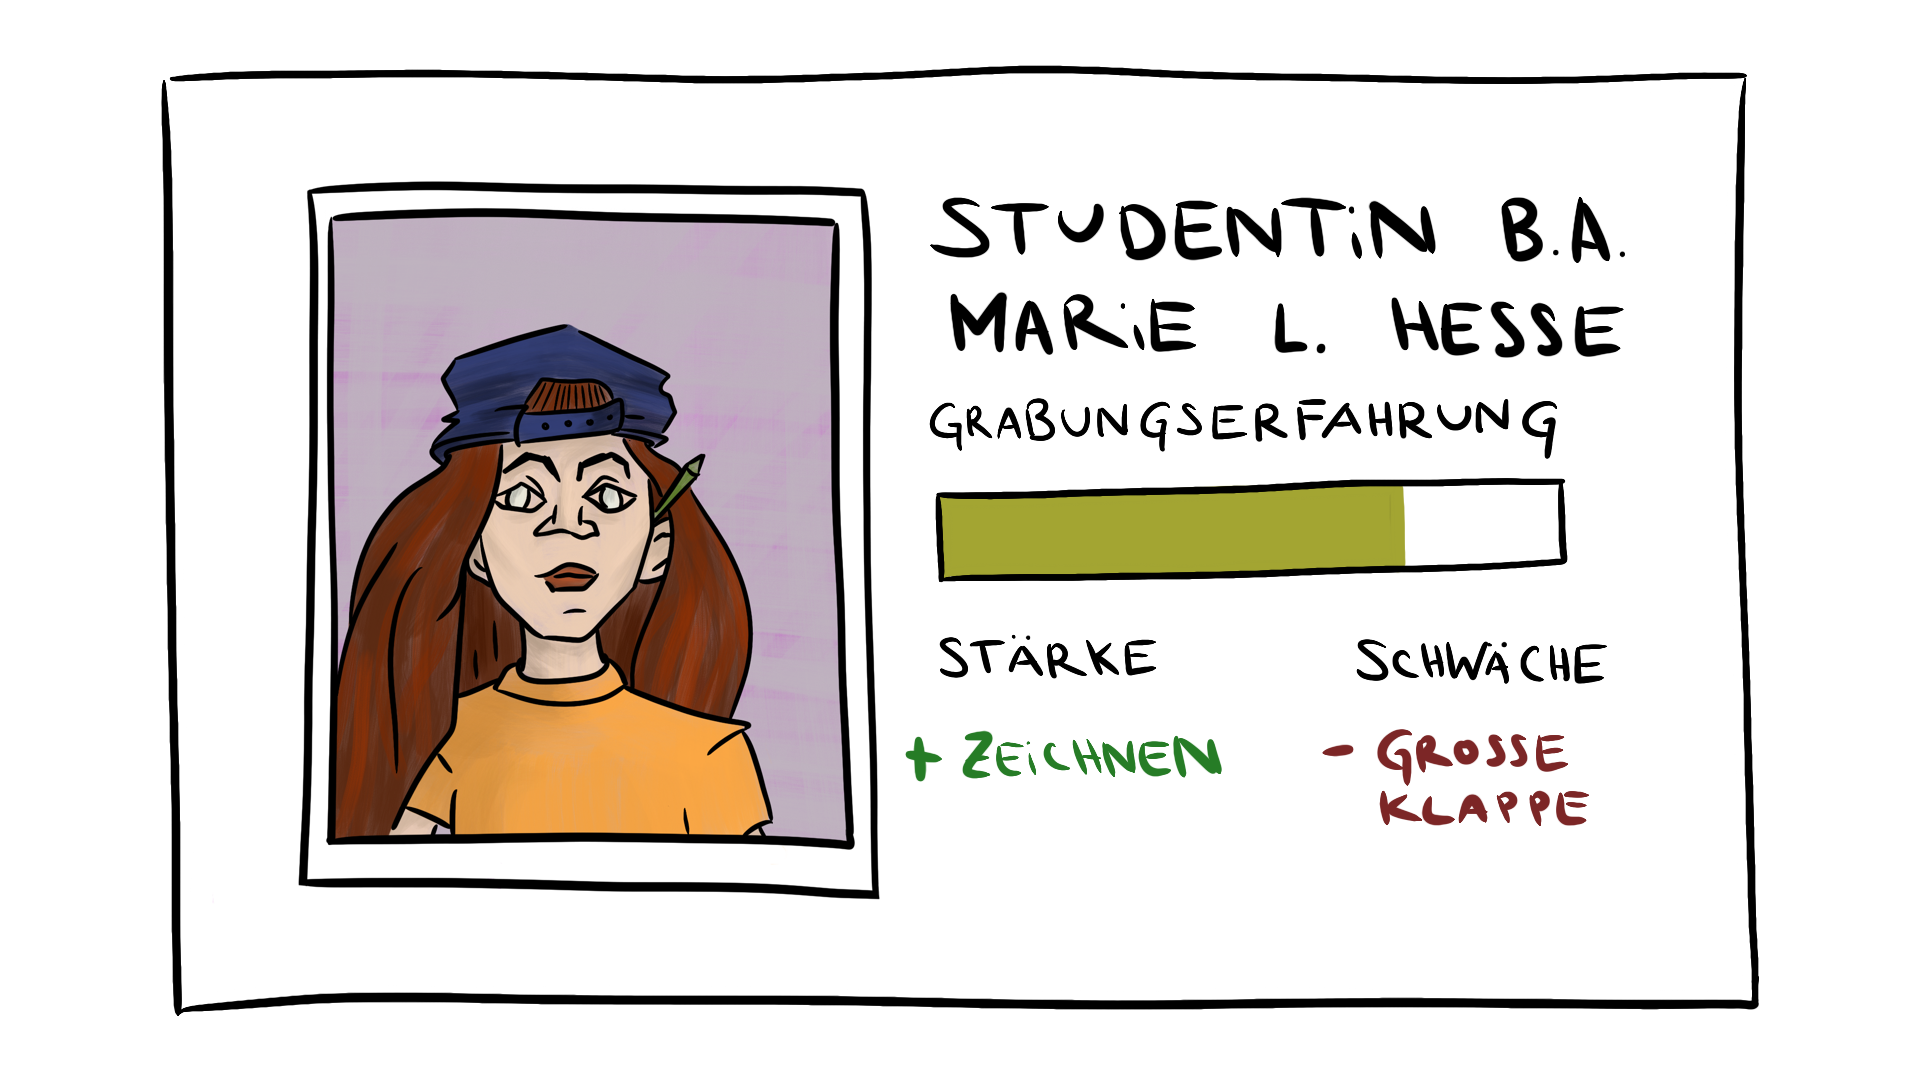 STUDENTiN B.A.
MARiE L. HESSE
GRABUNGSERFAHRUNG
STÄRKE
SCHWÄCHE
+ ZEiCHNEN
- GROSSE
KLAPPE